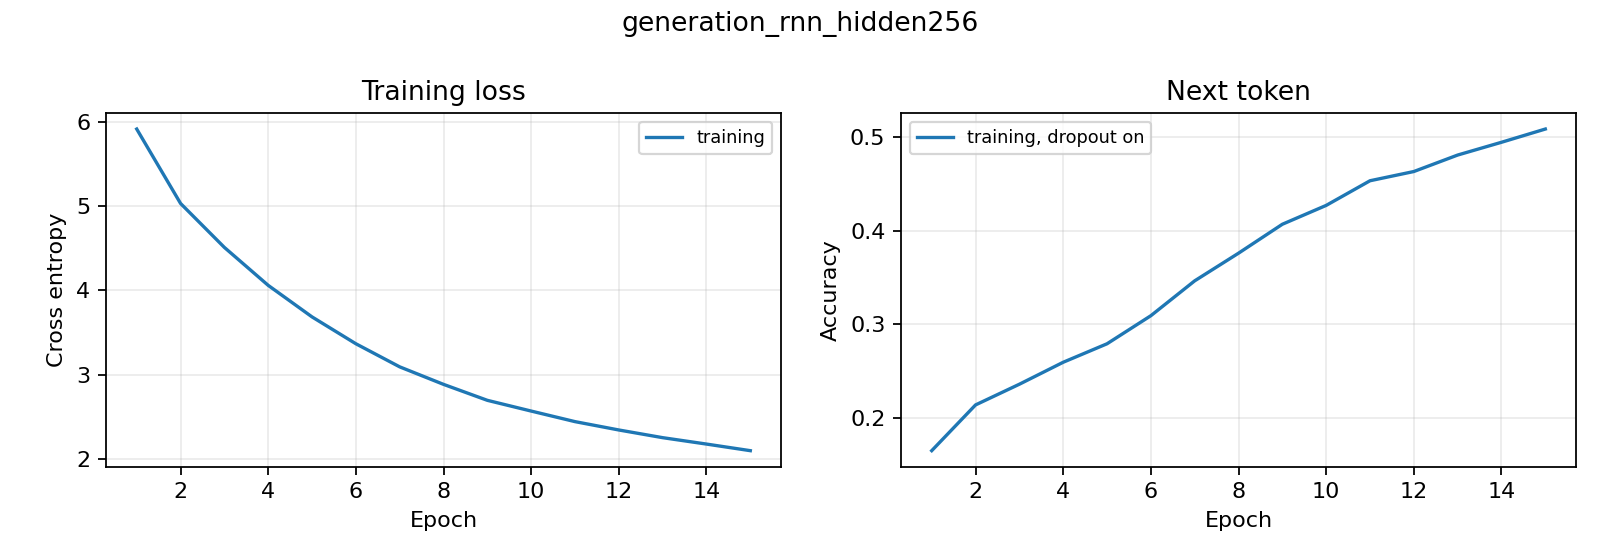 generation_rnn_hidden256
Training loss
training
6
5
4
3
2
Cross entropy
2 4 6 8 10 12 14
Epoch
Next token
training, dropout on
0.5
0.4
0.3
0.2
Accuracy
2 4 6 8 10 12 14
Epoch